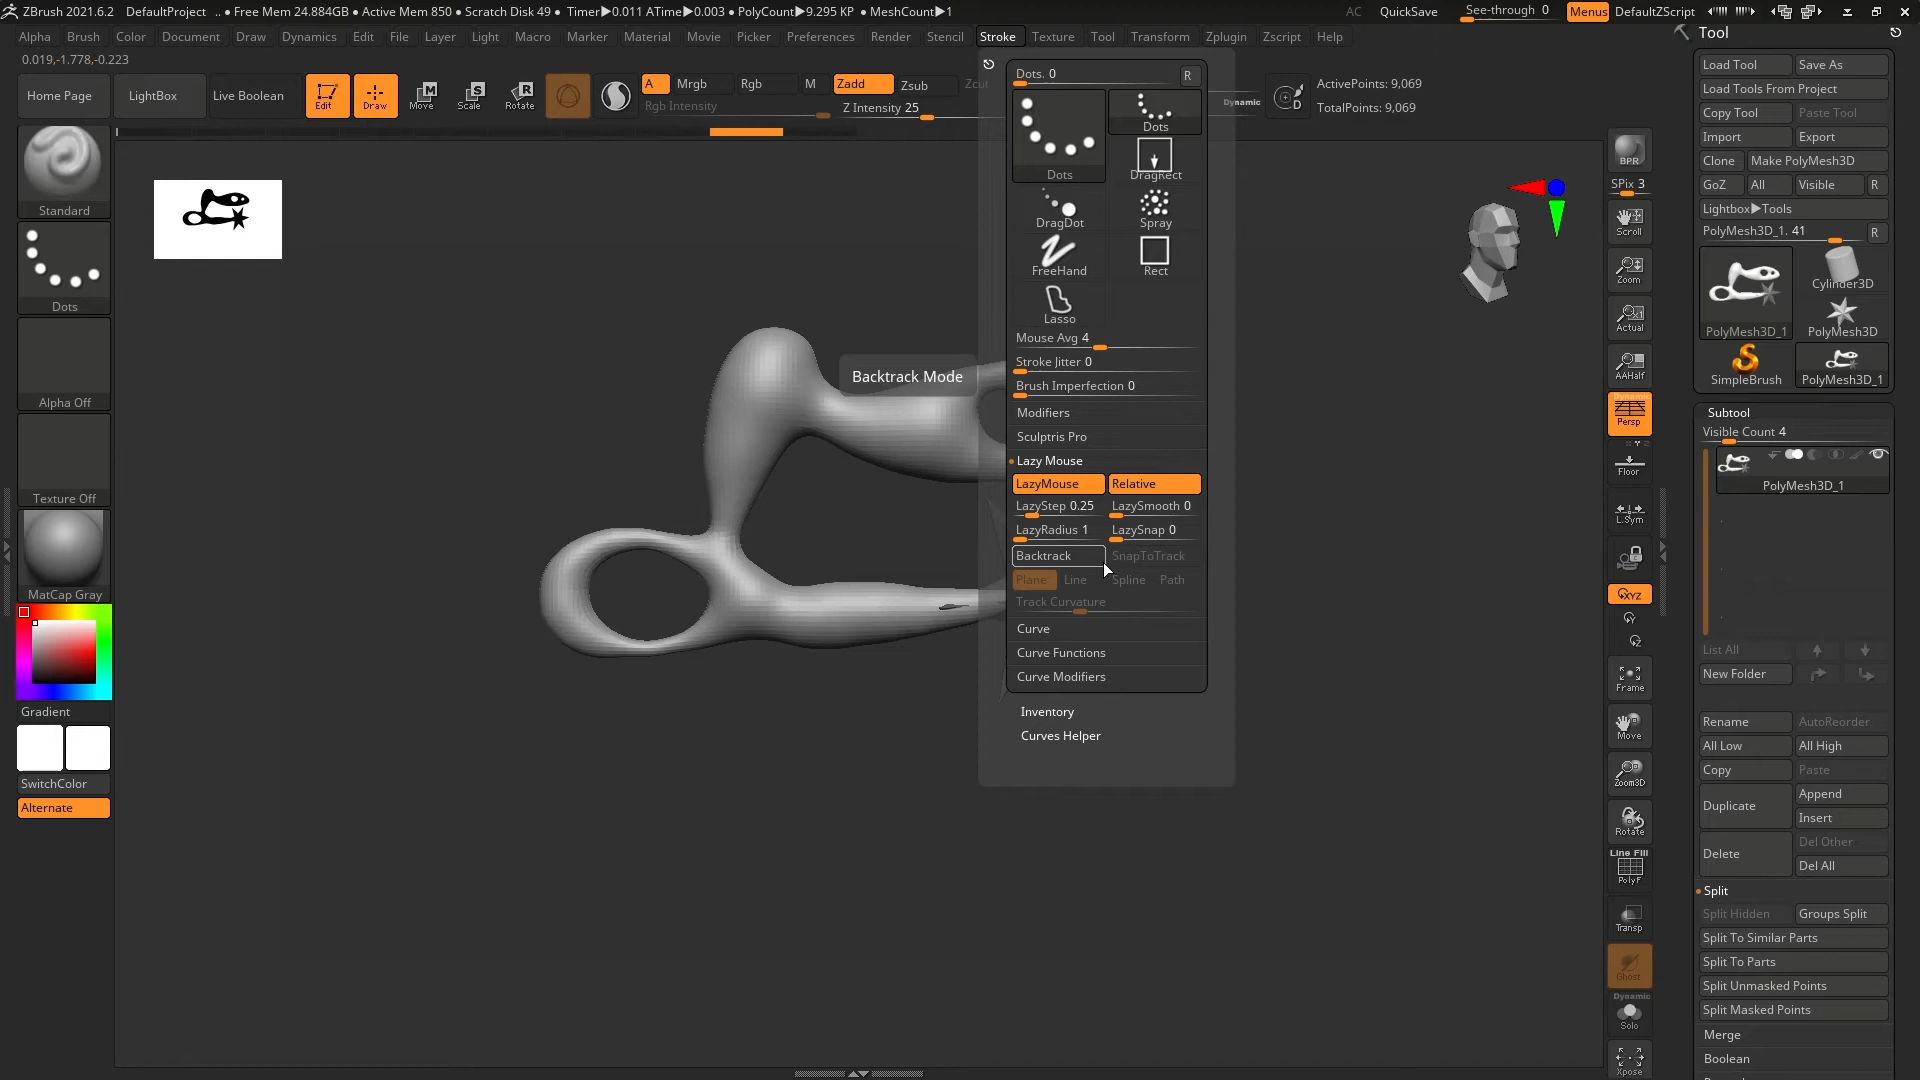 ZBrush 2021.6.2 DefaultProject .. ● Free Mem 24.884GB ● Active Mem 850 ● Scratch Disk 49 ● Timer▶0.011 ATime▶0.003 ● PolyCount▶9.295 KP ● MeshCount▶1 AC QuickSave See-through 0 Menus DefaultZScript
Alpha Brush Color Document Draw Dynamics Edit File Layer Light Macro Marker Material Movie Picker Preferences Render Stencil Stroke Texture Tool Transform Zplugin Zscript Help
0.019,-1.778,-0.223
Home Page LightBox Live Boolean
Edit Draw Move Scale Rotate
A Mrgb Rgb M Zadd Zsub Zcut
Rgb Intensity Z Intensity 25
Dynamic
D
ActivePoints: 9,069
TotalPoints: 9,069
Standard
Dots
Alpha Off
Texture Off
MatCap Gray
Gradient
SwitchColor
Alternate
Backtrack Mode
Dots. 0 R
Dots Dots
DragRect
DragDot Spray
FreeHand Rect
Lasso
Mouse Avg 4
Stroke Jitter 0
Brush Imperfection 0
Modifiers
Sculptris Pro
Lazy Mouse
LazyMouse Relative
LazyStep 0.25 LazySmooth 0
LazyRadius 1 LazySnap 0
Backtrack SnapToTrack
Plane Line Spline Path
Track Curvature
Curve
Curve Functions
Curve Modifiers
Inventory
Curves Helper
BPR
SPix 3
Scroll
Zoom
Actual
AAHalf
Dynamic
Persp
Floor
L.Sym
XYZ
Y
Z
Frame
Move
Zoom3D
Rotate
Line Fill
PolyF
Transp
Ghost
Dynamic
Solo
Xpose
Tool
Load Tool Save As
Load Tools From Project
Copy Tool Paste Tool
Import Export
Clone Make PolyMesh3D
GoZ All Visible R
Lightbox▶Tools
PolyMesh3D_1. 41 R
PolyMesh3D_1 Cylinder3D
PolyMesh3D
SimpleBrush PolyMesh3D_1
Subtool
Visible Count 4
PolyMesh3D_1
List All
New Folder
Rename AutoReorder
All Low All High
Copy Paste
Duplicate Append
Insert
Delete Del Other
Del All
Split
Split Hidden Groups Split
Split To Similar Parts
Split To Parts
Split Unmasked Points
Split Masked Points
Merge
Boolean